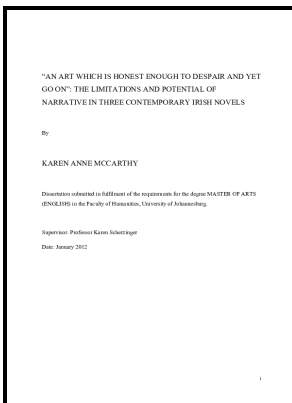 “AN ART WHICH IS HONEST ENOUGH TO DESPAIR AND YET
GO ON”: THE LIMITATIONS AND POTENTIAL OF
NARRATIVE IN THREE CONTEMPORARY IRISH NOVELS
By
KAREN ANNE MCCARTHY
Dissertation submitted in fulfilment of the requirements for the degree MASTER OF ARTS
(ENGLISH) in the Faculty of Humanities, University of Johannesburg.
Supervisor: Professor Karen Scherzinger
Date: January 2012